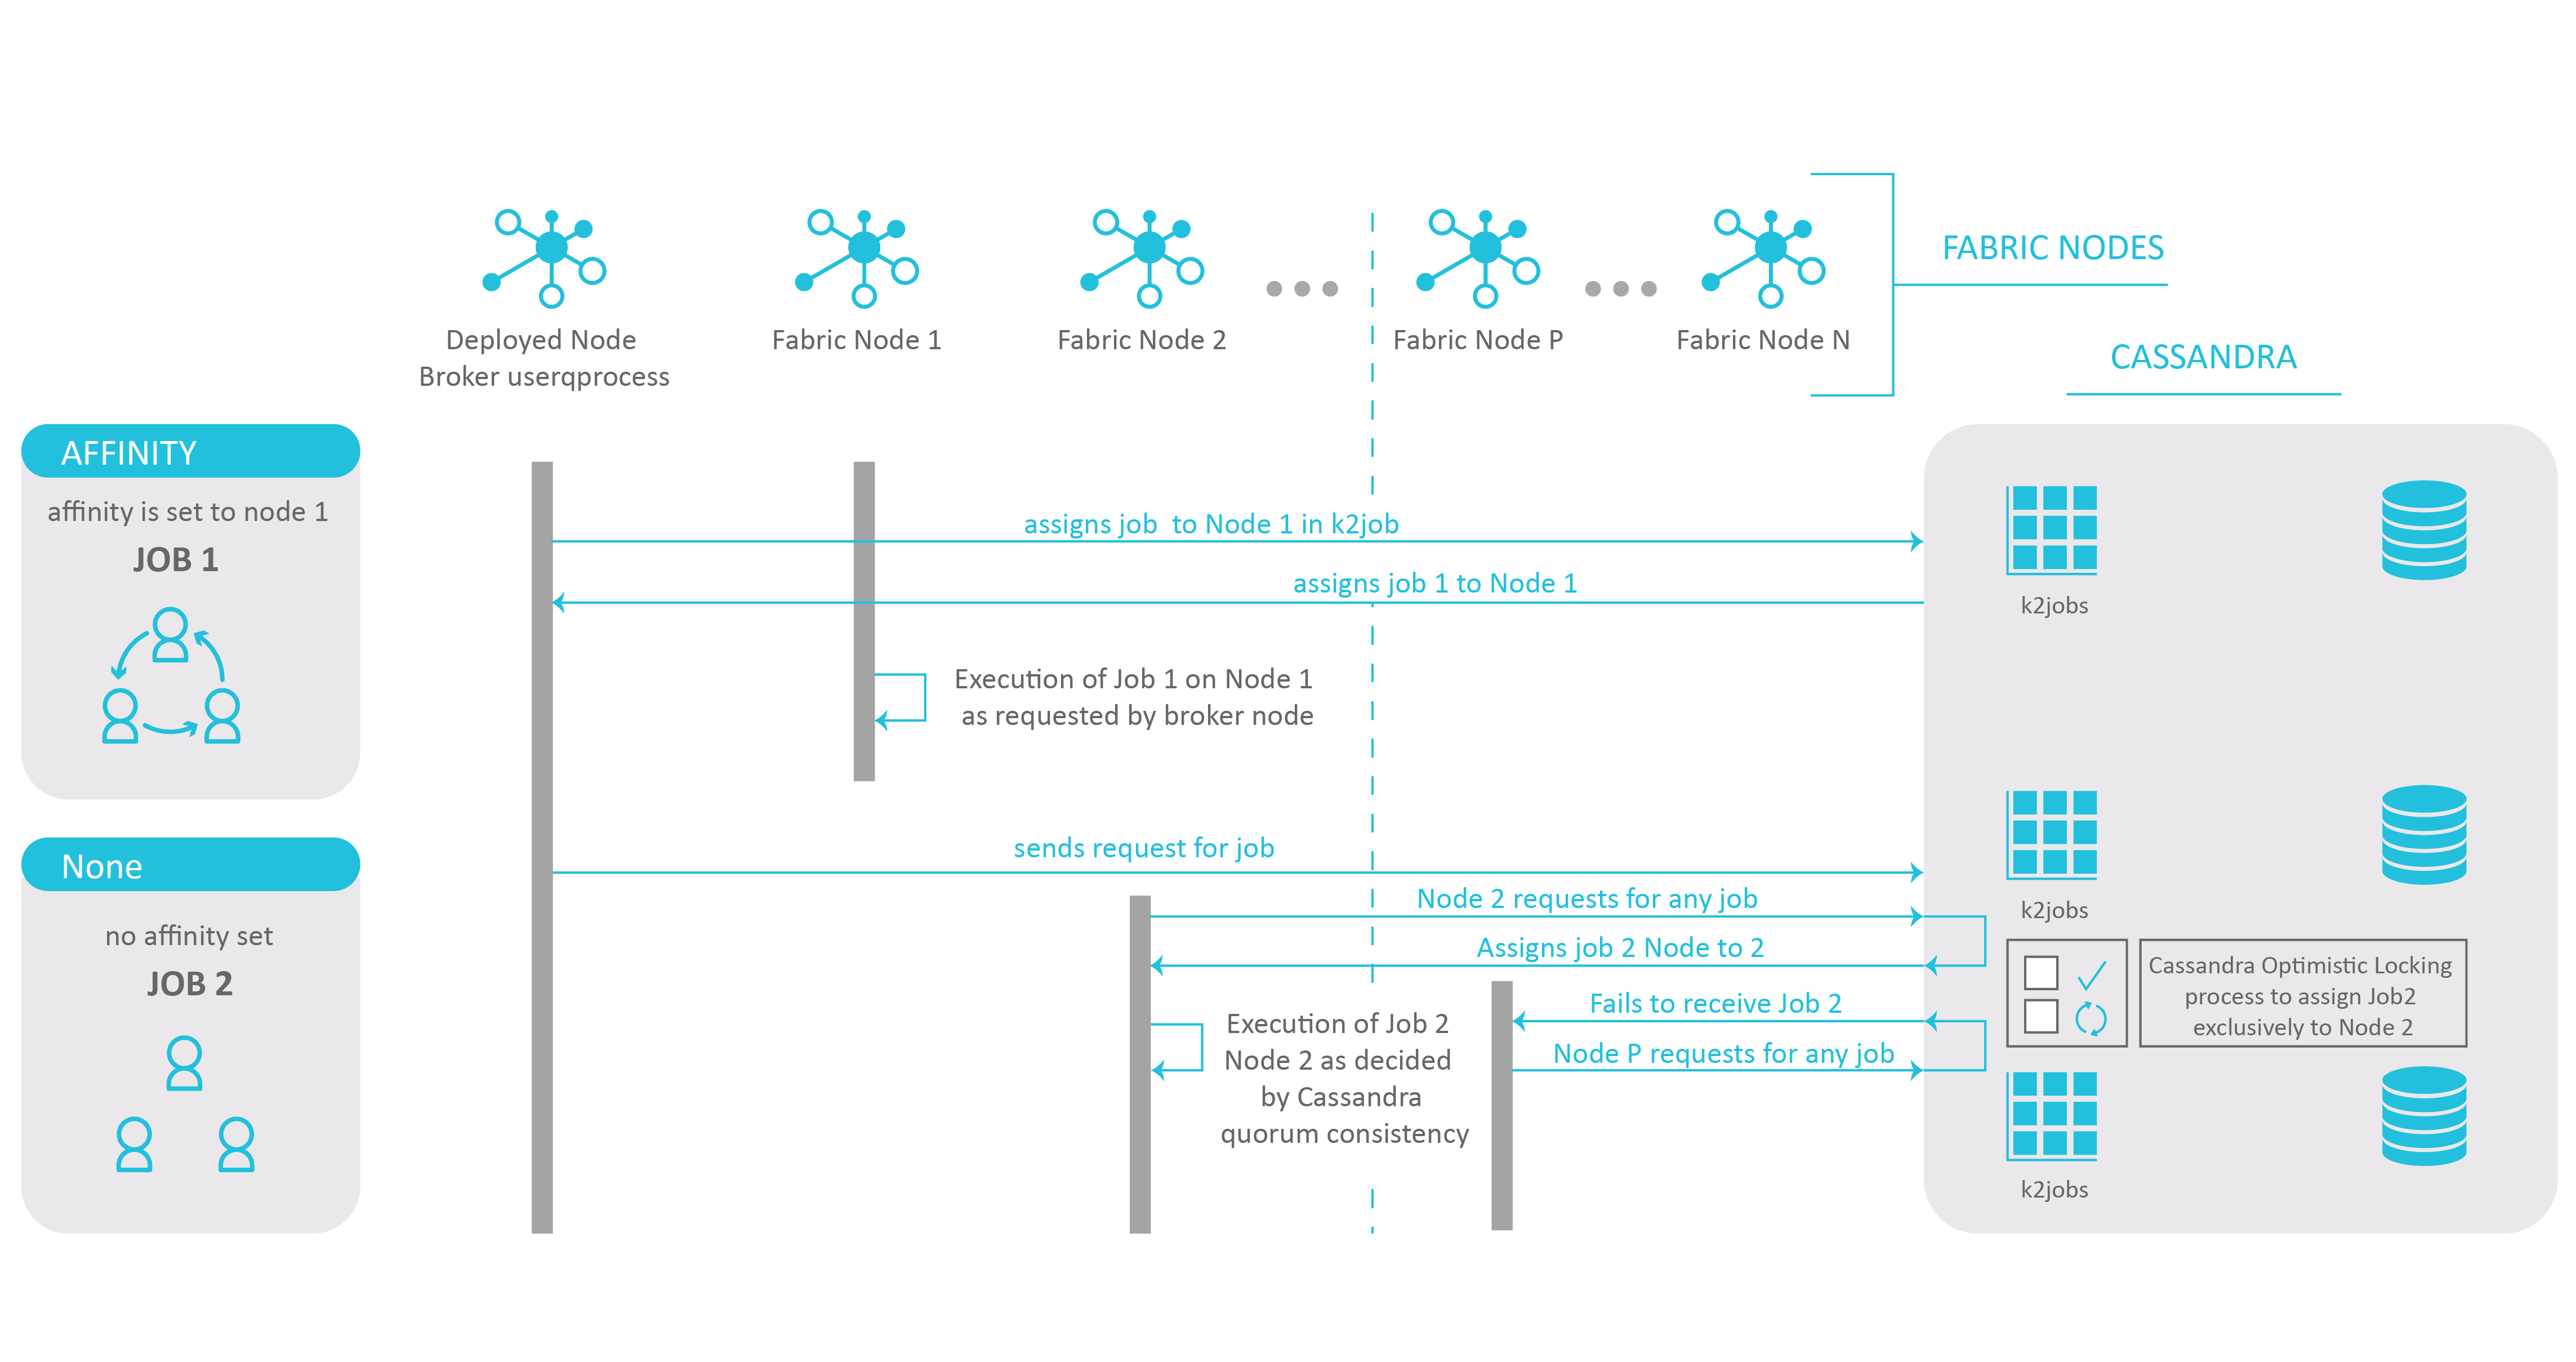 FABRIC NODES
Deployed Node
Broker userqprocess
Fabric Node 1
Fabric Node 2
Fabric Node P
Fabric Node N
CASSANDRA
AFFINITY
affinity is set to node 1
JOB 1
assigns job  to Node 1 in k2job
assigns job 1 to Node 1
k2jobs
Execution of Job 1 on Node 1
as requested by broker node
None
no affinity set
JOB 2
sends request for job
Node 2 requests for any job
k2jobs
Assigns job 2 Node to 2
Cassandra Optimistic Locking
process to assign Job2
exclusively to Node 2
Fails to receive Job 2
Node P requests for any job
Execution of Job 2
Node 2 as decided
by Cassandra
quorum consistency
k2jobs